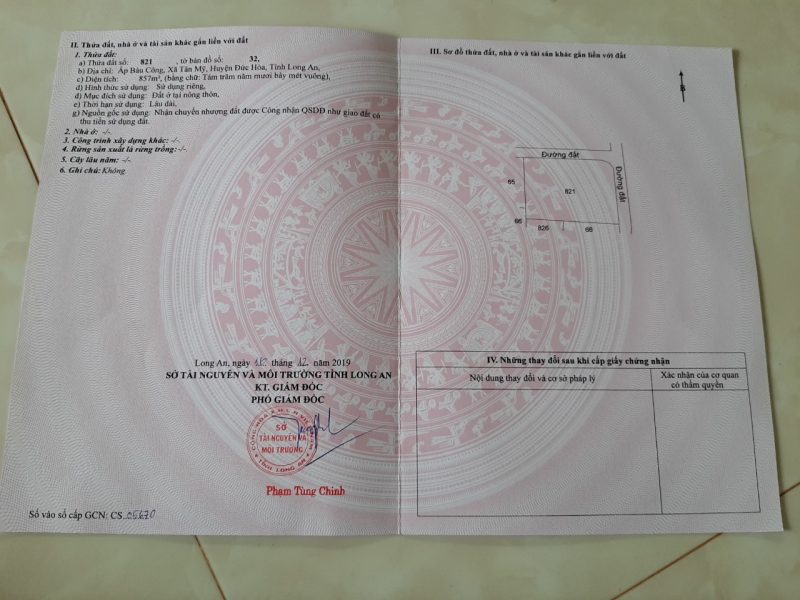 II. Thửa đất, nhà ở và tài sản khác gắn liền với đất
1. Thửa đất:
a) Thửa đất số: 821 , tờ bản đồ số: 32,
b) Địa chỉ: Ấp Bàu Công, Xã Tân Mỹ, Huyện Đức Hòa, Tỉnh Long An,
c) Diện tích: 857m², (bằng chữ: Tám trăm năm mươi bảy mét vuông),
d) Hình thức sử dụng: Sử dụng riêng,
đ) Mục đích sử dụng: Đất ở tại nông thôn,
e) Thời hạn sử dụng: Lâu dài,
g) Nguồn gốc sử dụng: Nhận chuyển nhượng đất được Công nhận QSDĐ như giao đất có
thu tiền sử dụng đất.
2. Nhà ở: -/-
3. Công trình xây dựng khác: -/-
4. Rừng sản xuất là rừng trồng:-/-
5. Cây lâu năm: -/-
6. Ghi chú:Không
Long An, ngày tháng 12 năm 2019
SỞ TÀI NGUYÊN VÀ MÔI TRƯỜNG TỈNH LONG AN
KT. GIÁM ĐỐC
PHÓ GIÁM ĐỐC
SỞ
TÀI NGUYÊN VÀ
MÔI TRƯỜNG
TỈNH LONG AN
Phạm Tùng Chinh
Số vào sổ cấp GCN: CS 05670
III. Sơ đồ thửa đất, nhà ở và tài sản khác gắn liền với đất
B
Đường đất
Đường đất
65
821
66
826
68
IV. Những thay đổi sau khi cấp giấy chứng nhận
Nội dung thay đổi và cơ sở pháp lý
Xác nhận của cơ quan
có thẩm quyền